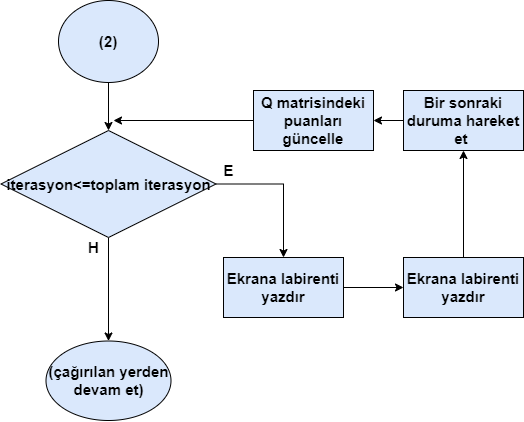 (2)
Q matrisindeki
puanları
güncelle
Bir sonraki
duruma hareket
et
iterasyon<=toplam iterasyon
E
H
Ekrana labirenti
yazdır
Ekrana labirenti
yazdır
(çağırılan yerden
devam et)